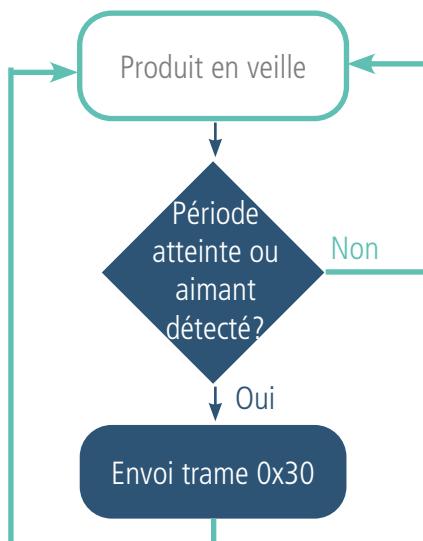 Produit en veille
Période
atteinte ou
aimant
détecté?
Non
Oui
Envoi trame 0x30